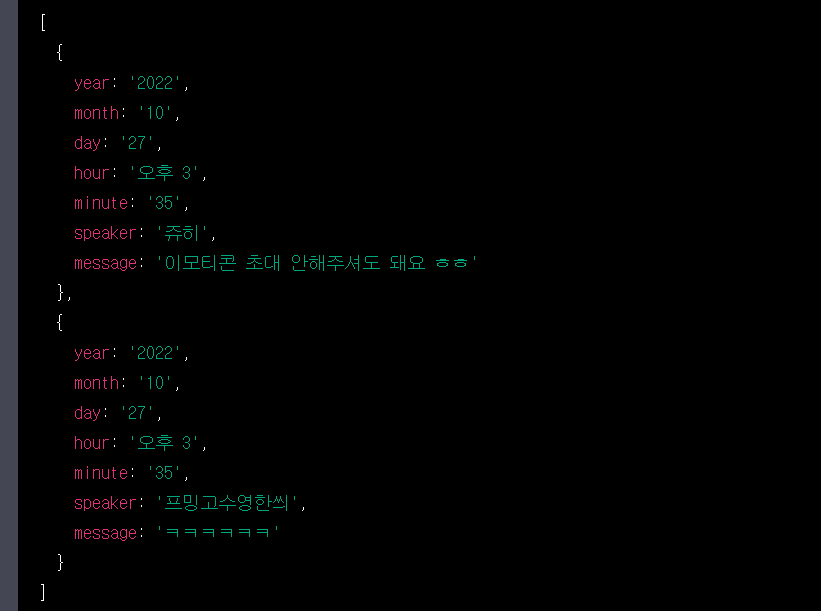 [
{
year: '2022',
month: '10',
day: '27',
hour: '오후 3',
minute: '35',
speaker: '쥬히',
message: '이모티콘 초대 안해주셔도 돼요 ㅎㅎ'
},
{
year: '2022',
month: '10',
day: '27',
hour: '오후 3',
minute: '35',
speaker: '프밍고수영한씌',
message: 'ㅋㅋㅋㅋㅋㅋ'
}
]